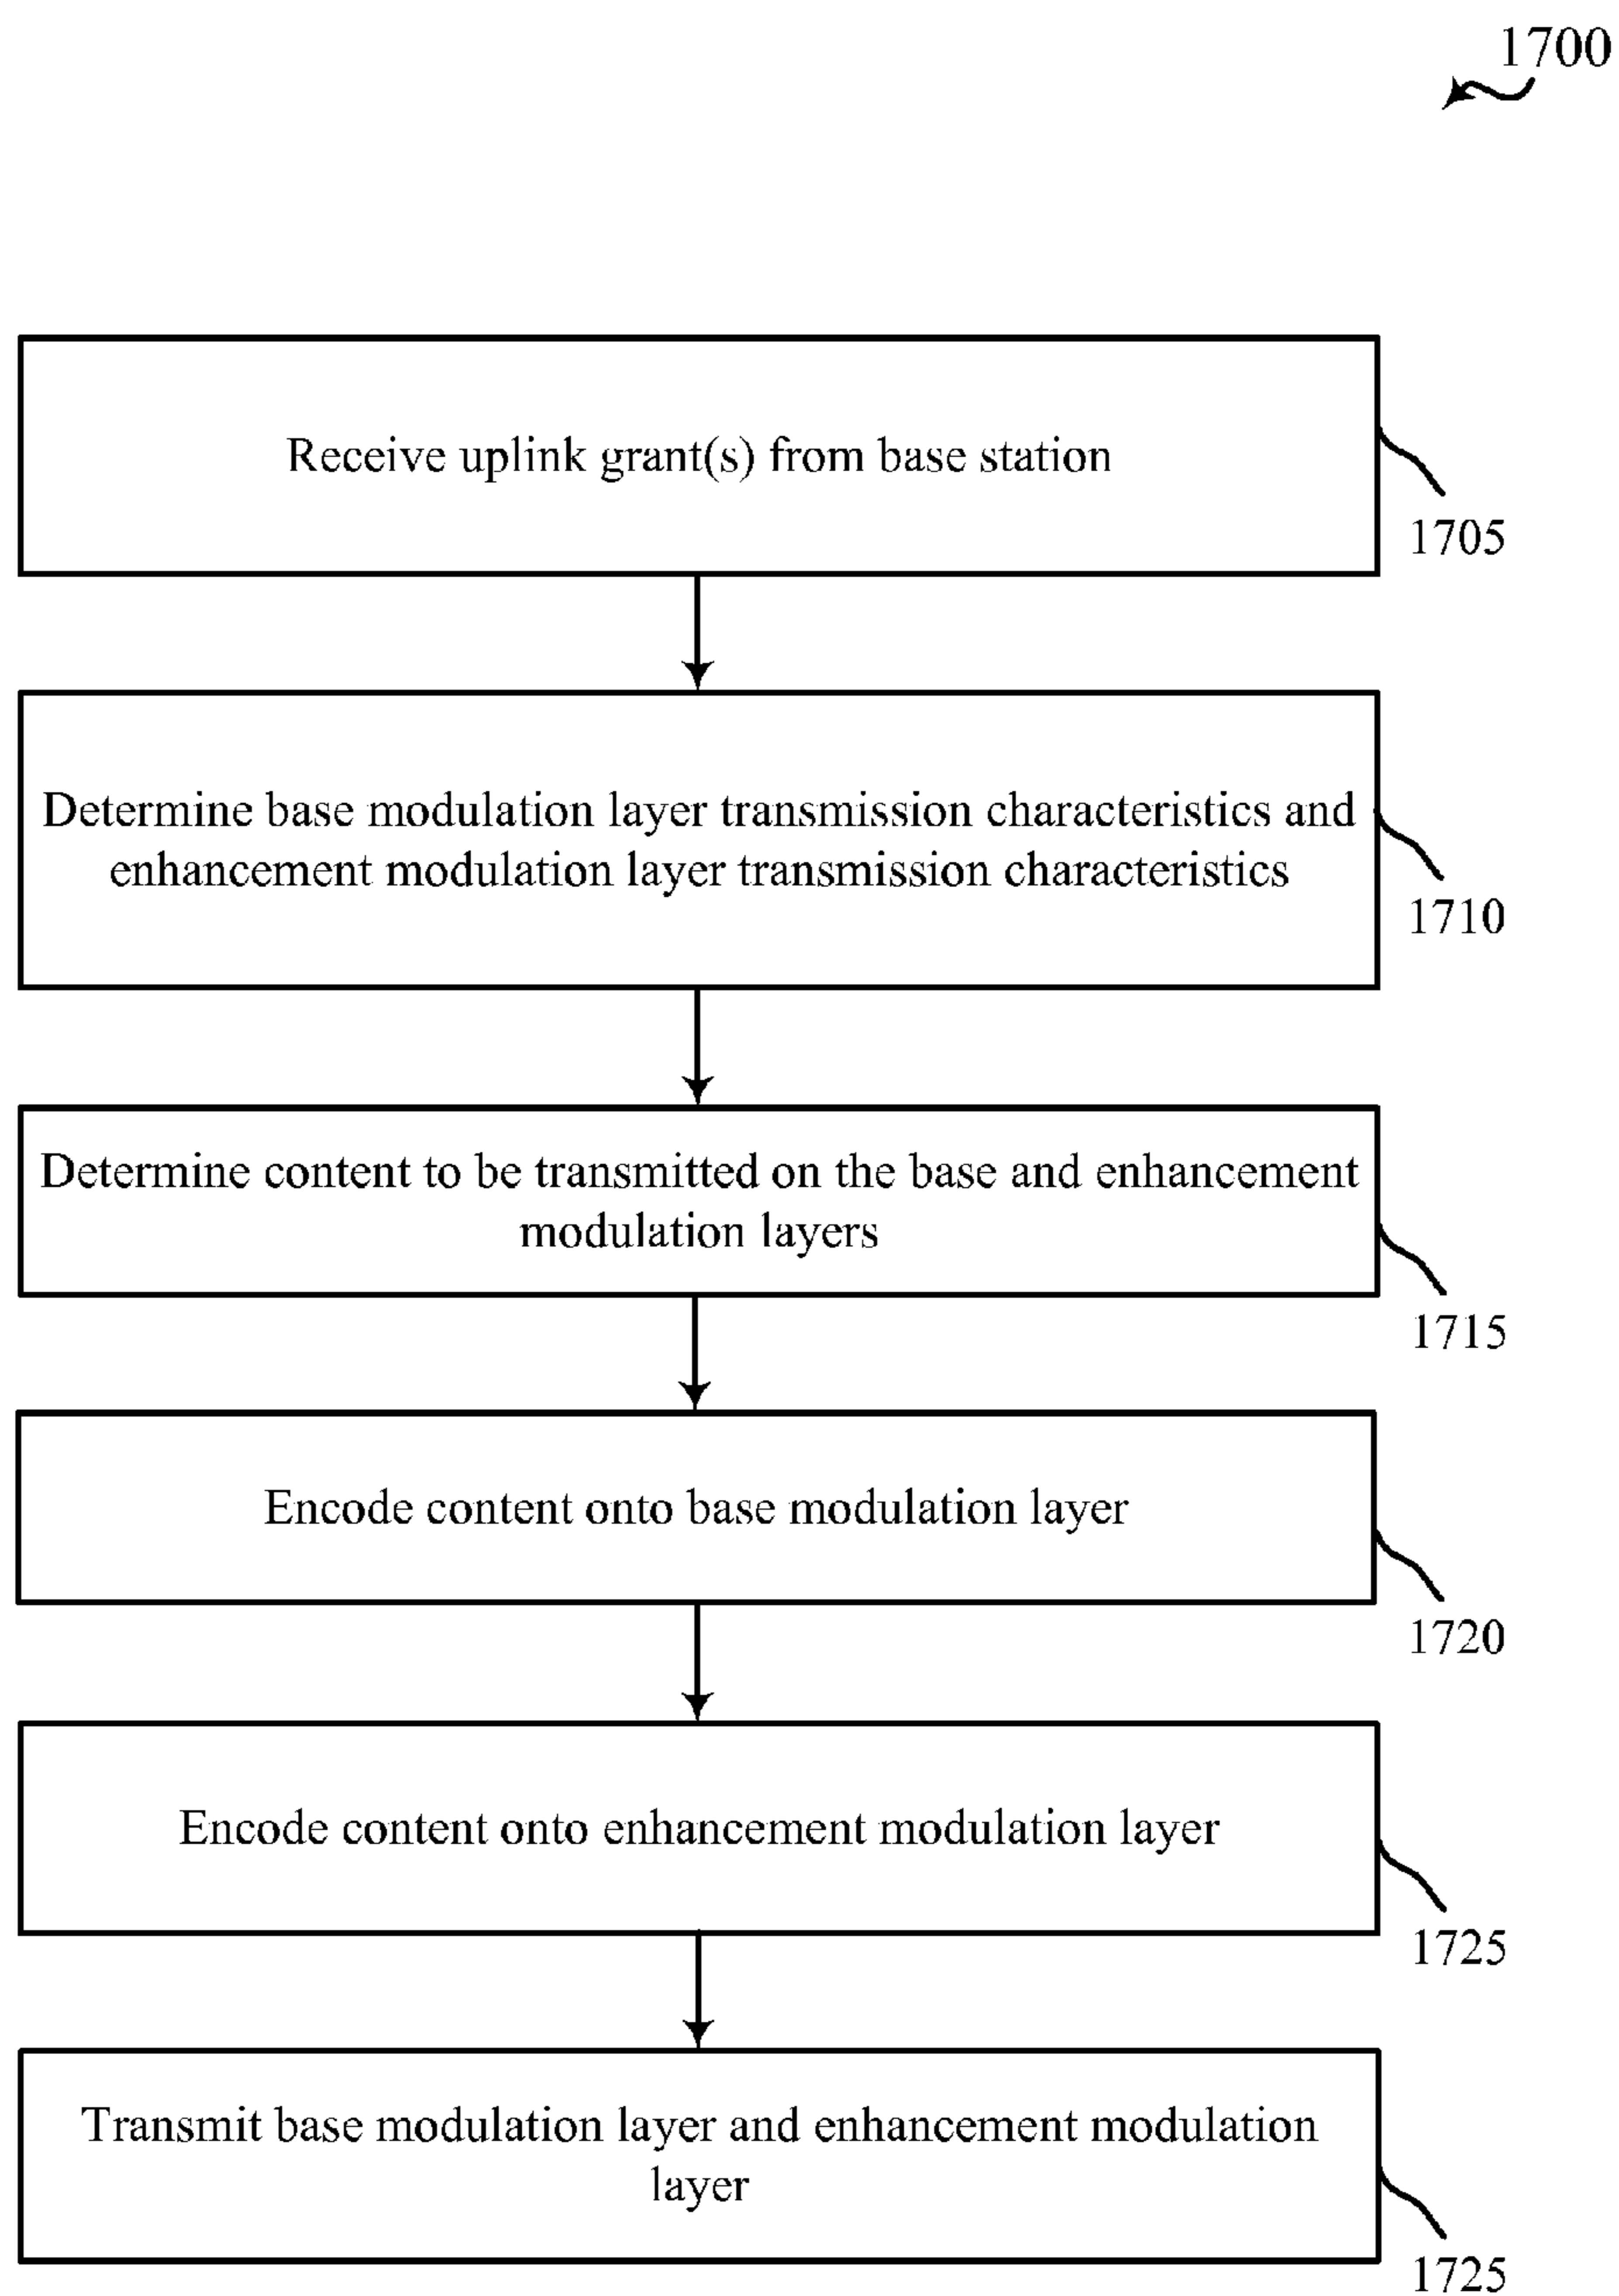 1700
Receive uplink grant(s) from base station
1705
Determine base modulation layer transmission characteristics and
enhancement modulation layer transmission characteristics
1710
Determine content to be transmitted on the base and enhancement
modulation layers
1715
Encode content onto base modulation layer
1720
Encode content onto enhancement modulation layer
1725
Transmit base modulation layer and enhancement modulation
layer
1725